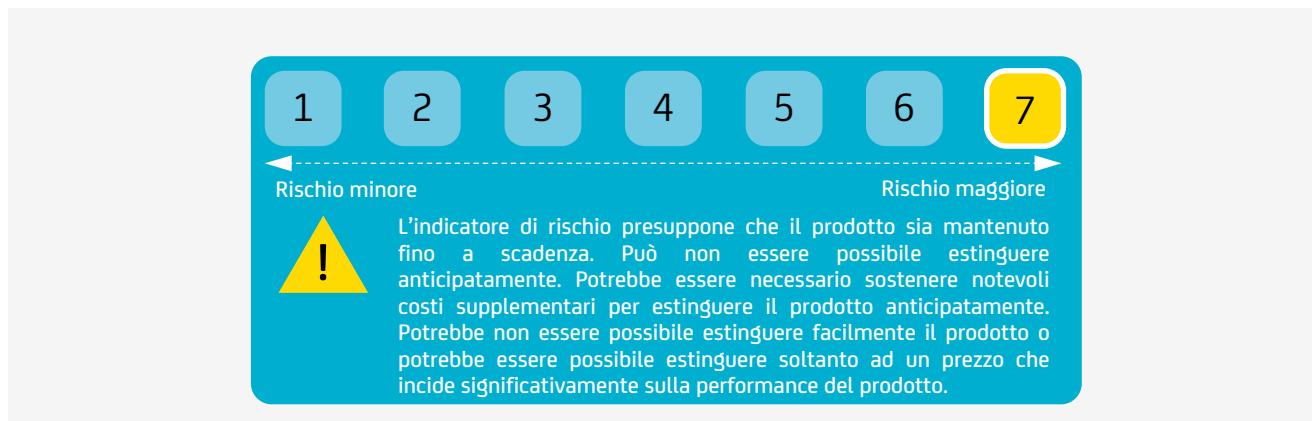 1 2 3 4 5 6 7
Rischio minore Rischio maggiore
!
L'indicatore di rischio presuppone che il prodotto sia mantenuto
fino a scadenza. Può non essere possibile estinguere
anticipatamente. Potrebbe essere necessario sostenere notevoli
costi supplementari per estinguere il prodotto anticipatamente.
Potrebbe non essere possibile estinguere facilmente il prodotto o
potrebbe essere possibile estinguere soltanto ad un prezzo che
incide significativamente sulla performance del prodotto.